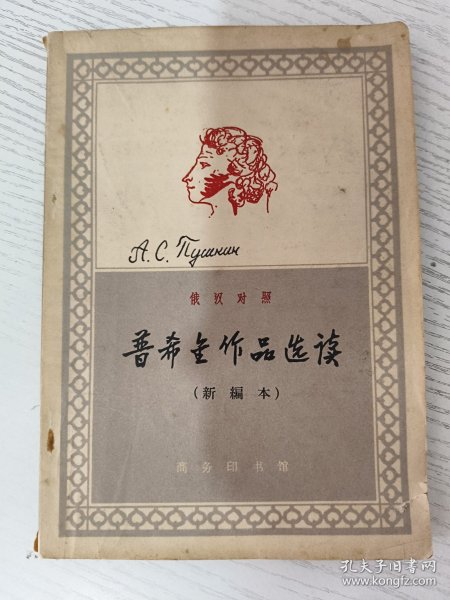 А. С. Пушкин
俄汉对照
普希金作品选读
(新編本)
商务印书馆
孔夫子旧书网
www.kongfz.com